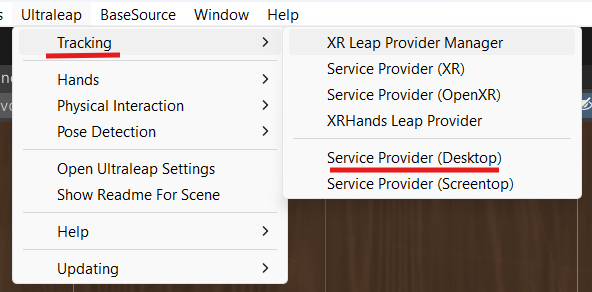 s Ultraleap BaseSource Window Help
Tracking
Hands
Physical Interaction
Pose Detection
Open Ultraleap Settings
Show Readme For Scene
Help
Updating
XR Leap Provider Manager
Service Provider (XR)
Service Provider (OpenXR)
XRHands Leap Provider
Service Provider (Desktop)
Service Provider (Screentop)